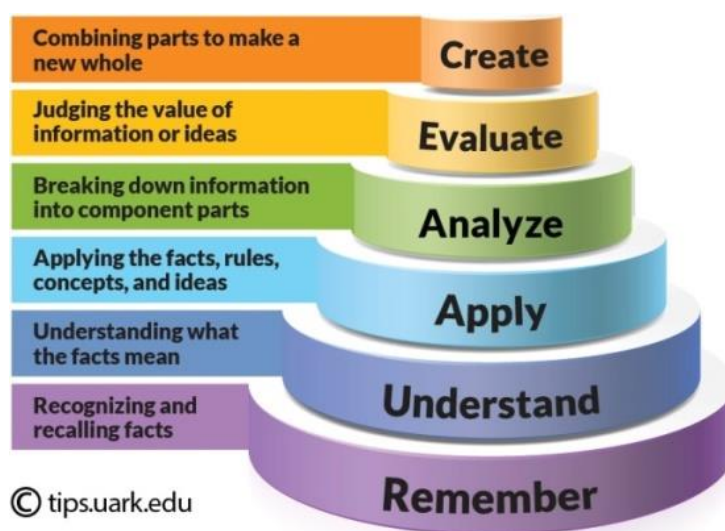 Combining parts to make a
new whole
Create
Judging the value of
information or ideas
Evaluate
Breaking down information
into component parts
Analyze
Applying the facts, rules,
concepts, and ideas
Apply
Understanding what
the facts mean
Understand
Recognizing and
recalling facts
Remember
© tips.uark.edu